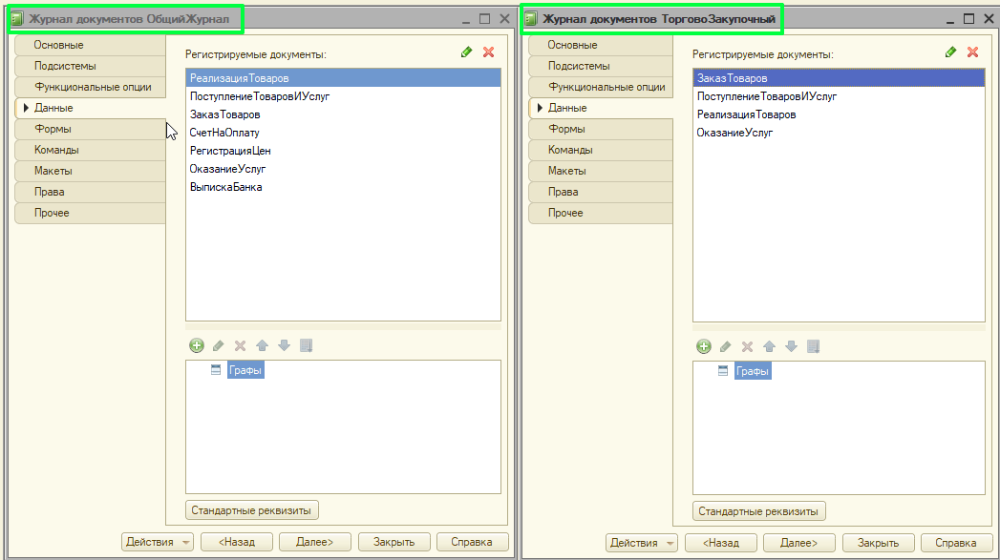 Журнал документов ОбщийЖурнал
Основные
Подсистемы
Функциональные опции
Данные
Формы
Команды
Макеты
Права
Прочее
Регистрируемые документы:
РеализацияТоваров
ПоступлениеТоваровИУслуг
ЗаказТоваров
СчетНаОплату
РегистрацияЦен
ОказаниеУслуг
ВыпискаБанка
Графы
Стандартные реквизиты
Действия
<Назад
Далее>
Закрыть
Справка
Журнал документов ТорговоЗакупочный
Основные
Подсистемы
Функциональные опции
Данные
Формы
Команды
Макеты
Права
Прочее
Регистрируемые документы:
ЗаказТоваров
ПоступлениеТоваровИУслуг
РеализацияТоваров
ОказаниеУслуг
Графы
Стандартные реквизиты
Действия
<Назад
Далее>
Закрыть
Справка